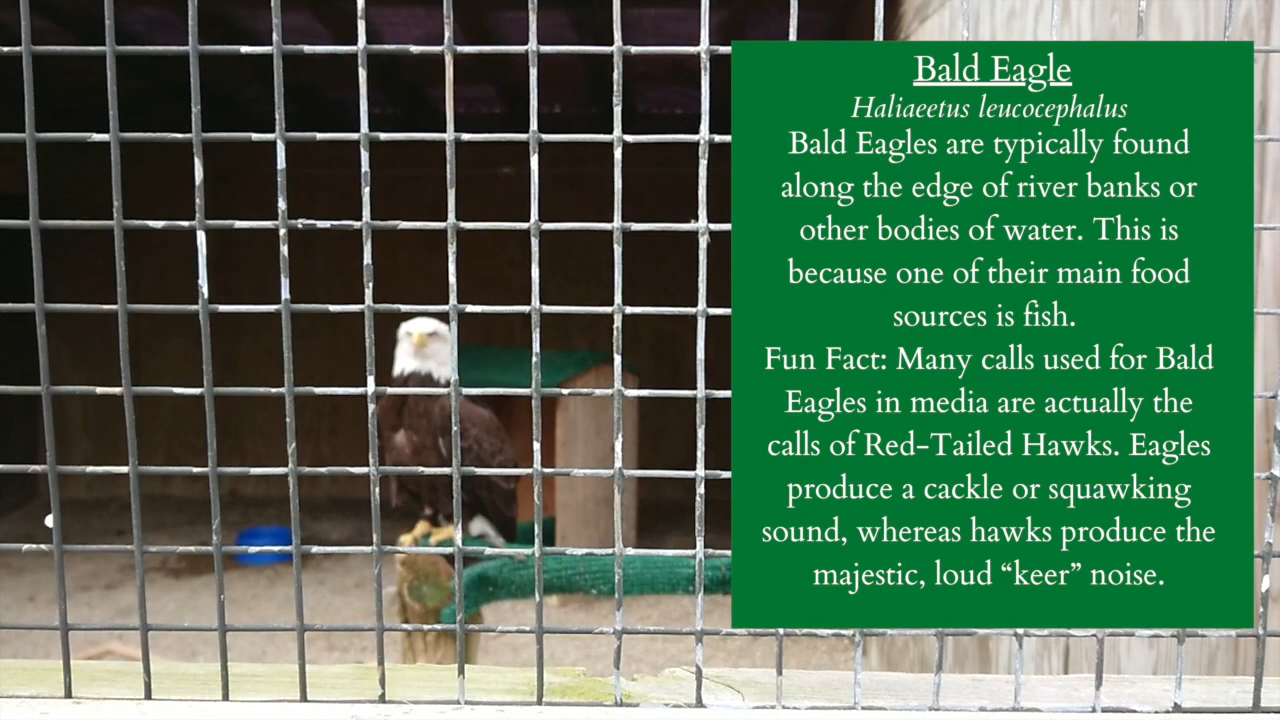 Bald Eagle
Haliaeetus leucocephalus
Bald Eagles are typically found
along the edge of river banks or
other bodies of water. This is
because one of their main food
sources is fish.
Fun Fact: Many calls used for Bald
Eagles in media are actually the
calls of Red-Tailed Hawks. Eagles
produce a cackle or squawking
sound, whereas hawks produce the
majestic, loud “keer” noise.